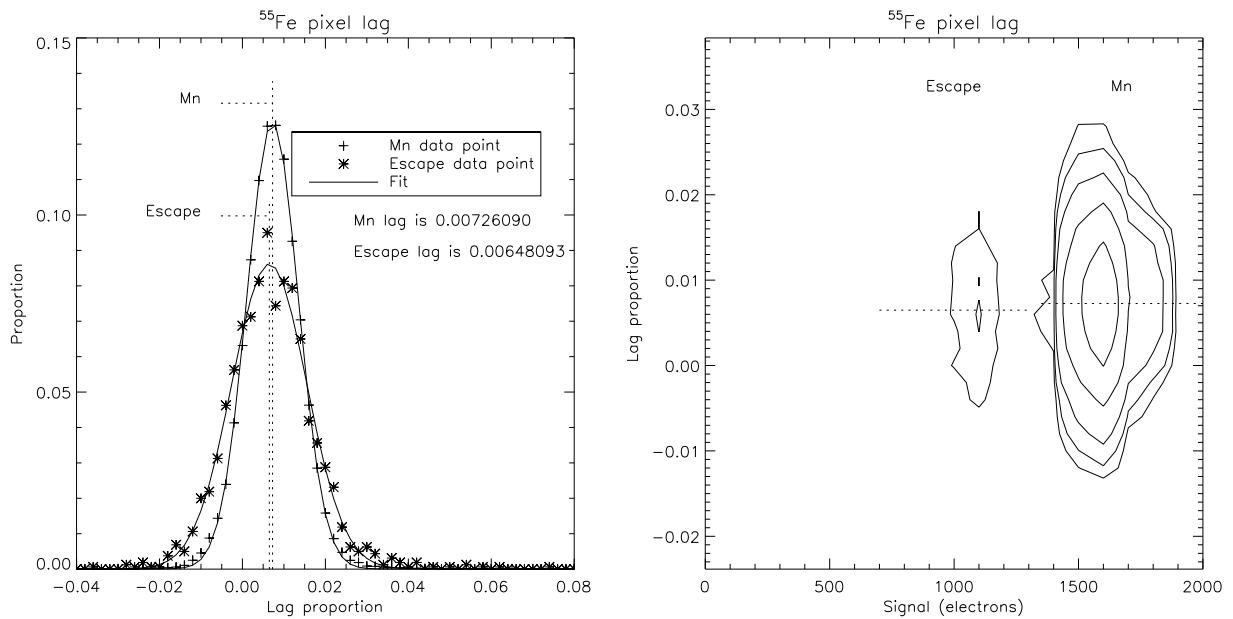 ⁵⁵Fe pixel lag
0.15
0.10
0.05
0.00
Proportion
Mn
Escape
Mn data point
Escape data point
Fit
Mn lag is 0.00726090
Escape lag is 0.00648093
−0.04 −0.02 0.00 0.02 0.04 0.06 0.08
Lag proportion
⁵⁵Fe pixel lag
Escape Mn
0.03
0.02
0.01
0.00
−0.01
−0.02
Lag proportion
0 500 1000 1500 2000
Signal (electrons)